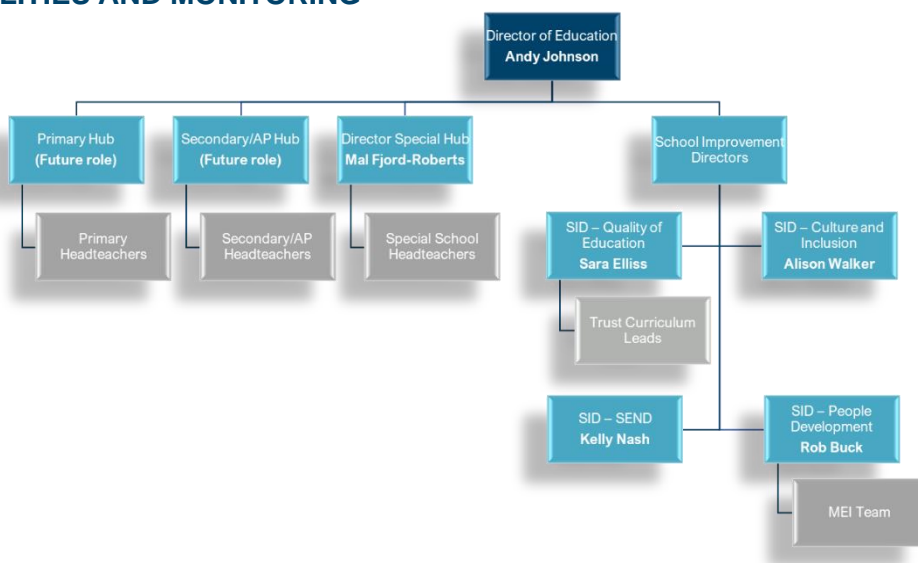 Director of Education
Andy Johnson
Primary Hub
(Future role)
Secondary/AP Hub
(Future role)
Director Special Hub
Mal Fjord-Roberts
School Improvement
Directors
Primary
Headteachers
Secondary/AP
Headteachers
Special School
Headteachers
SID – Quality of
Education
Sara Elliss
SID – Culture and
Inclusion
Alison Walker
Trust Curriculum
Leads
SID – SEND
Kelly Nash
SID – People
Development
Rob Buck
MEI Team